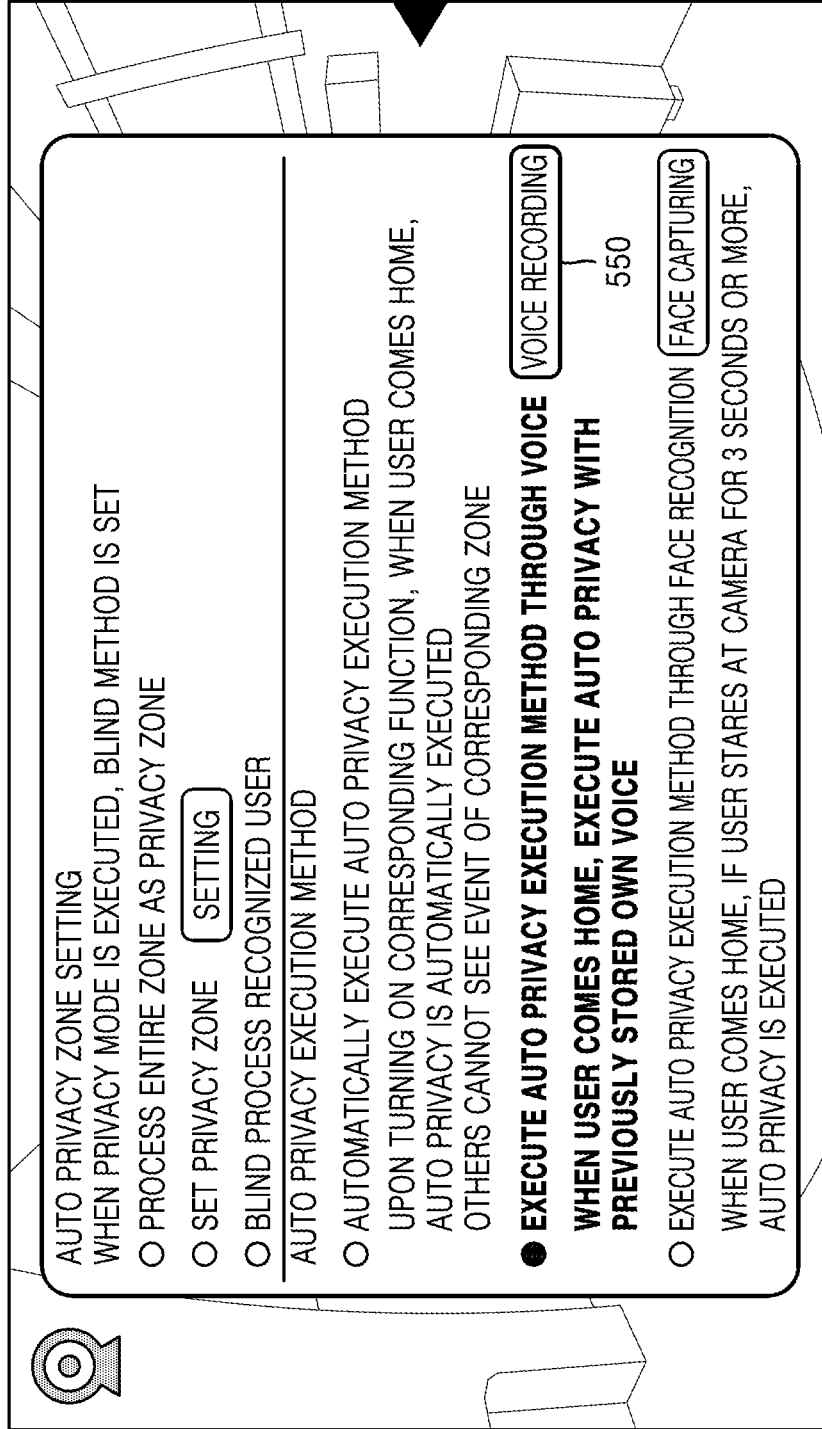 AUTO PRIVACY ZONE SETTING
WHEN PRIVACY MODE IS EXECUTED, BLIND METHOD IS SET
PROCESS ENTIRE ZONE AS PRIVACY ZONE
SET PRIVACY ZONE SETTING
BLIND PROCESS RECOGNIZED USER
AUTO PRIVACY EXECUTION METHOD
AUTOMATICALLY EXECUTE AUTO PRIVACY EXECUTION METHOD
UPON TURNING ON CORRESPONDING FUNCTION, WHEN USER COMES HOME,
AUTO PRIVACY IS AUTOMATICALLY EXECUTED
OTHERS CANNOT SEE EVENT OF CORRESPONDING ZONE
EXECUTE AUTO PRIVACY EXECUTION METHOD THROUGH VOICE VOICE RECORDING
WHEN USER COMES HOME, EXECUTE AUTO PRIVACY WITH
PREVIOUSLY STORED OWN VOICE
550
EXECUTE AUTO PRIVACY EXECUTION METHOD THROUGH FACE RECOGNITION FACE CAPTURING
WHEN USER COMES HOME, IF USER STARES AT CAMERA FOR 3 SECONDS OR MORE,
AUTO PRIVACY IS EXECUTED